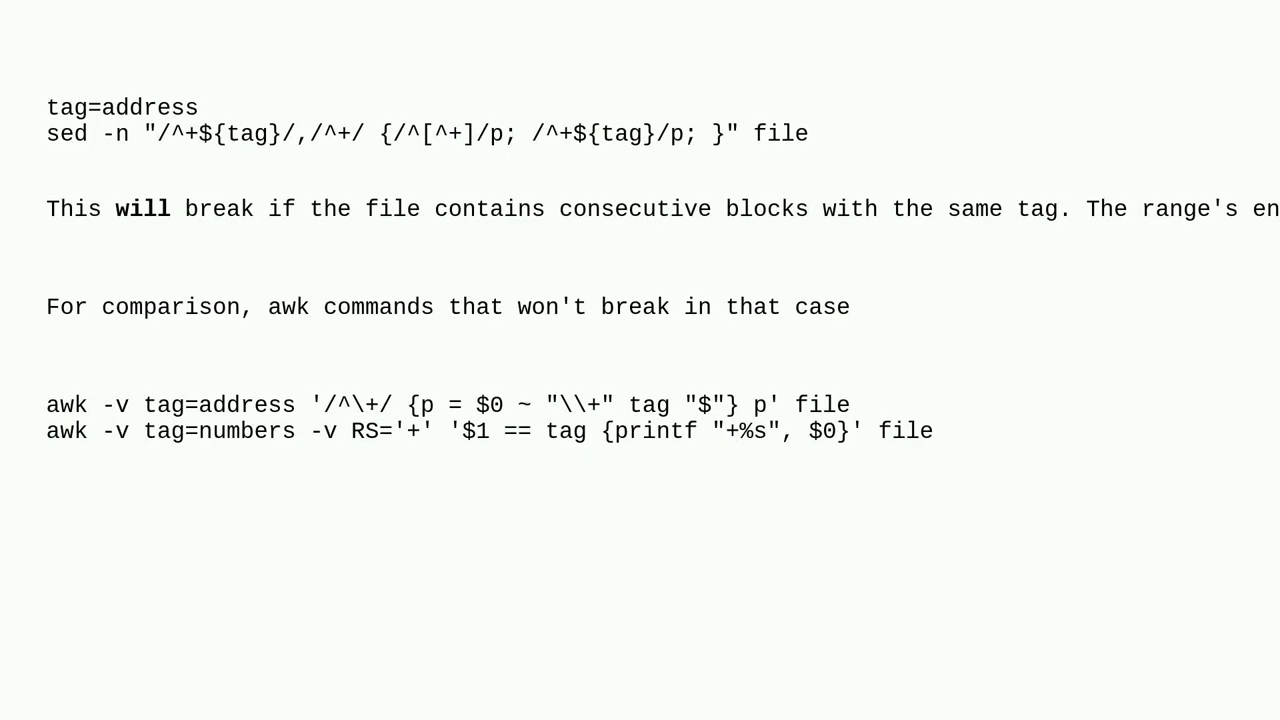 tag=address
sed -n "/^+${tag}/,/^+/ {/^[^+]/p; /^+${tag}/p; }" file
This will break if the file contains consecutive blocks with the same tag. The range's en
For comparison, awk commands that won't break in that case
awk -v tag=address '/^\+/ {p = $0 ~ "\\+" tag "$"} p' file
awk -v tag=numbers -v RS='+' '$1 == tag {printf "+%s", $0}' file